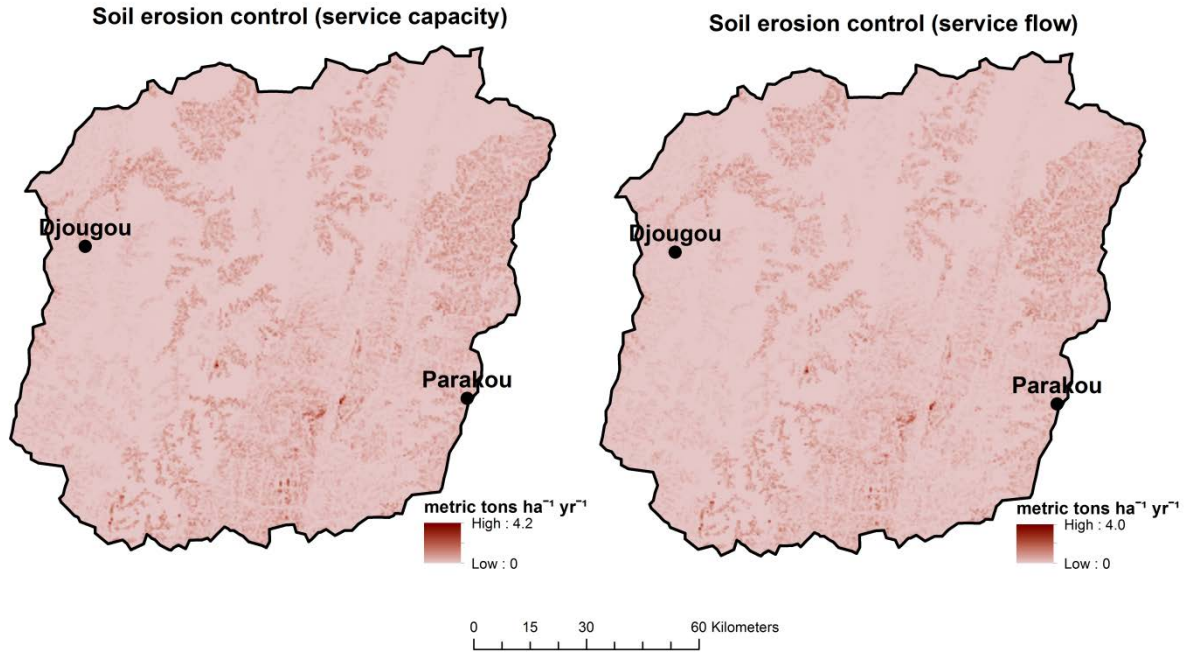 Soil erosion control (service capacity)
Soil erosion control (service flow)
Djougou
Djougou
Parakou
Parakou
metric tons ha⁻¹ yr⁻¹
High : 4.2
Low : 0
metric tons ha⁻¹ yr⁻¹
High : 4.0
Low : 0
0 15 30 60 Kilometers